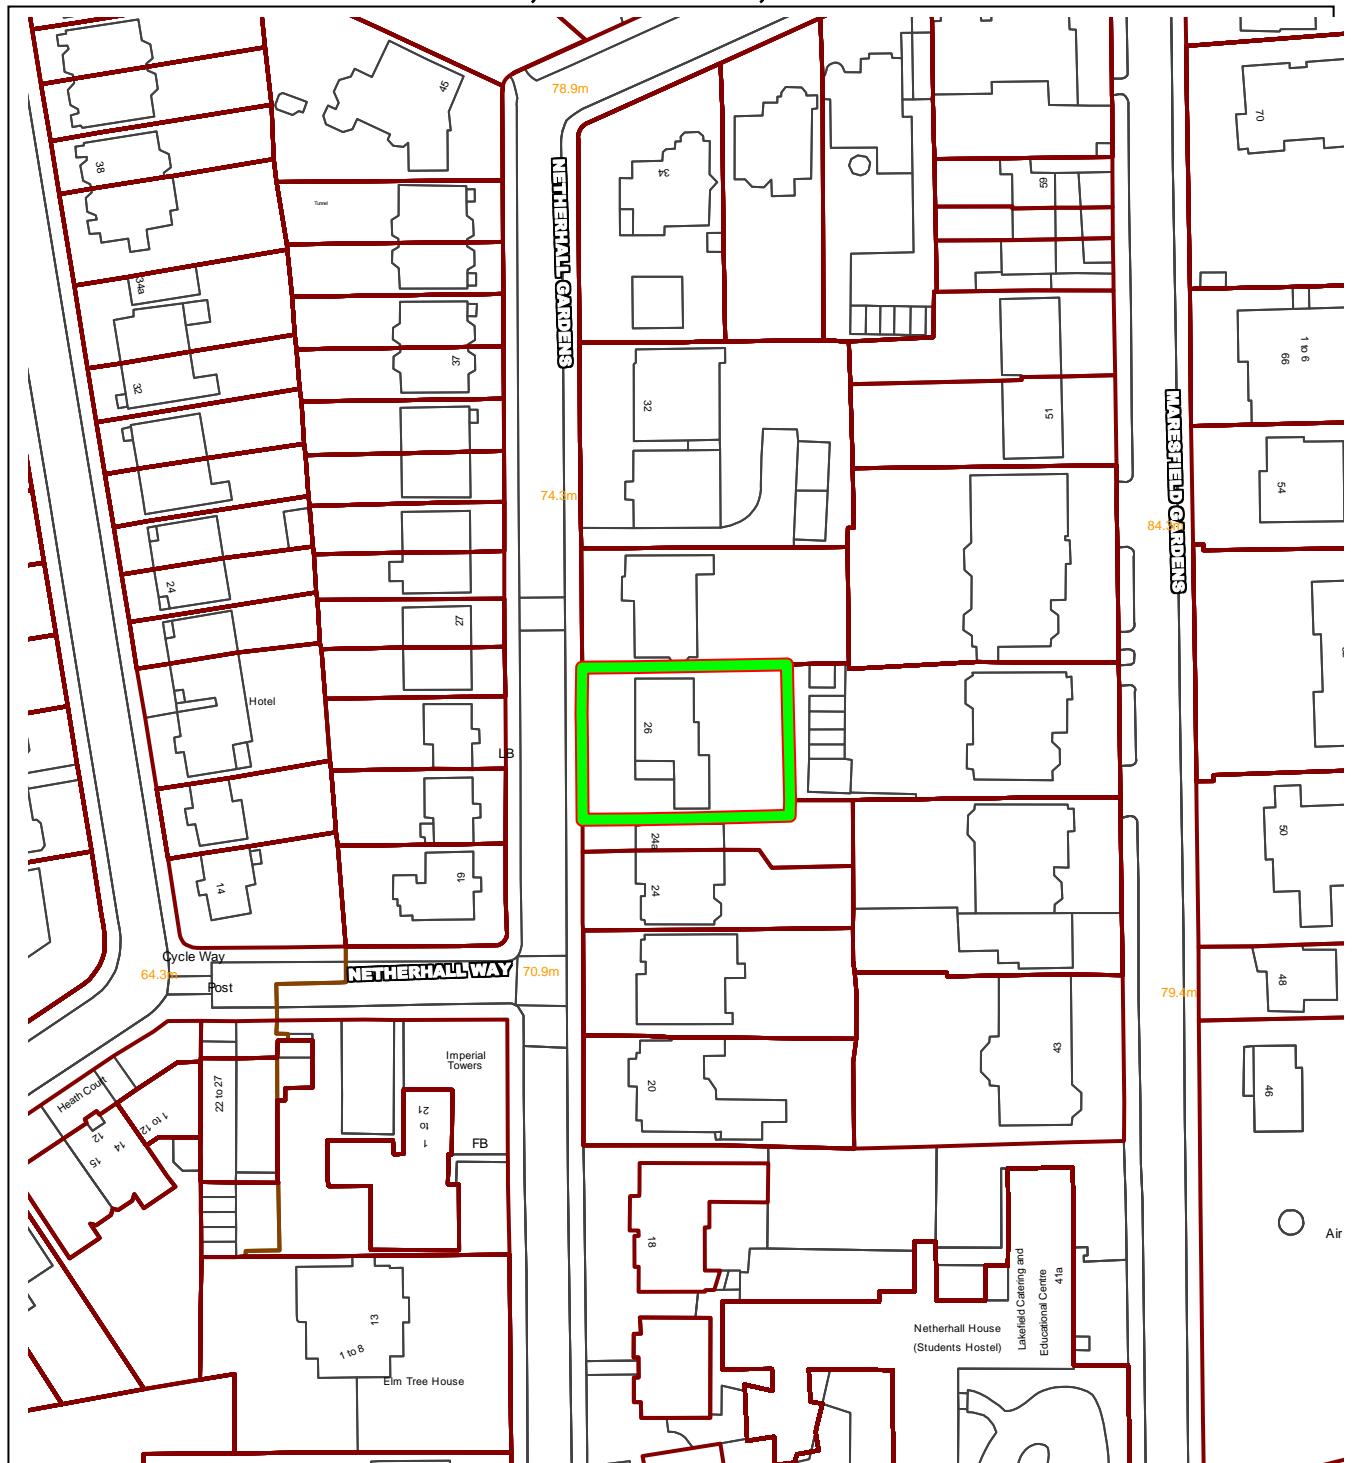 45
78.9m
70
38
34
59
Tunnel
NETHERHALL GARDENS
34a
1 to 6
66
37
32
32
51
MARESFIELD GARDENS
54
74.3m
24
27
Hotel
26
LB
50
24a
24
19
14
Cycle Way
64.3m
Post
NETHERHALL WAY
70.9m
48
79.4m
43
Imperial
Towers
20
46
Heath Court
22 to 27
1 to 21
1 to 12
12
14
15
FB
18
Air
41a
Lakefield Catering and
Educational Centre
Netherhall House
(Students Hostel)
13
1 to 8
Elm Tree House